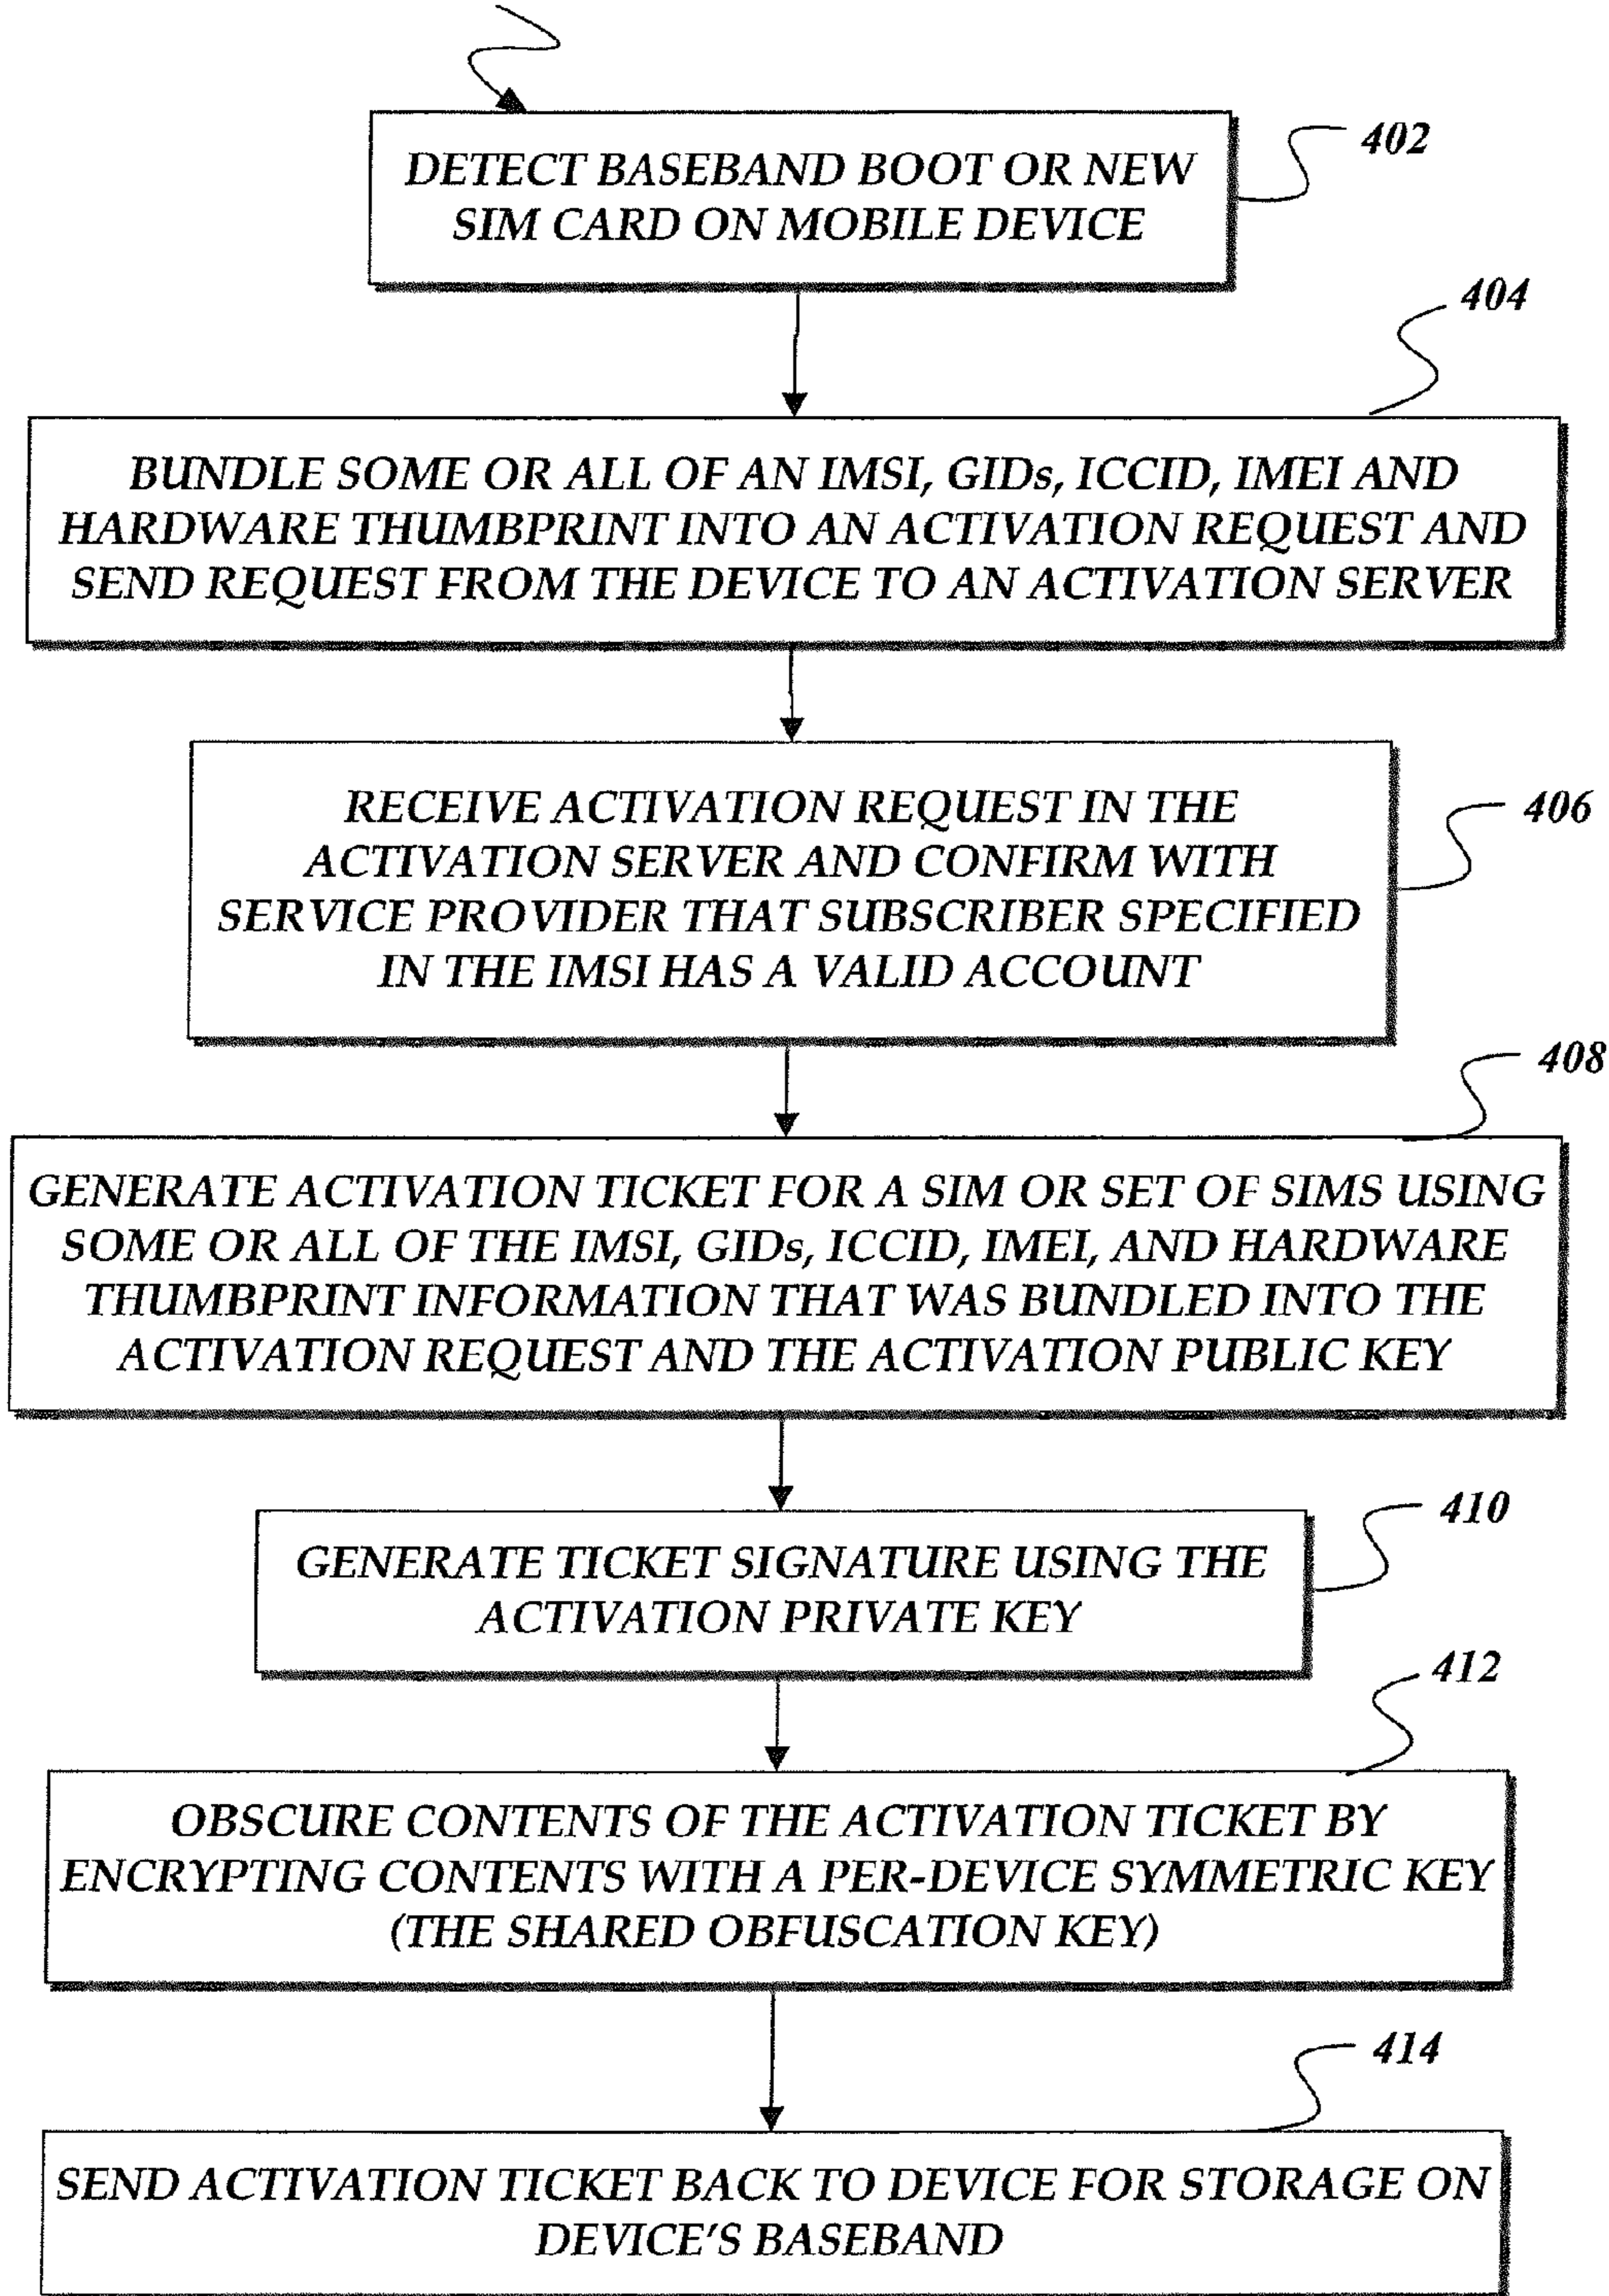 DETECT BASEBAND BOOT OR NEW
SIM CARD ON MOBILE DEVICE
402
404
BUNDLE SOME OR ALL OF AN IMSI, GIDs, ICCID, IMEI AND
HARDWARE THUMBPRINT INTO AN ACTIVATION REQUEST AND
SEND REQUEST FROM THE DEVICE TO AN ACTIVATION SERVER
RECEIVE ACTIVATION REQUEST IN THE
ACTIVATION SERVER AND CONFIRM WITH
SERVICE PROVIDER THAT SUBSCRIBER SPECIFIED
IN THE IMSI HAS A VALID ACCOUNT
406
408
GENERATE ACTIVATION TICKET FOR A SIM OR SET OF SIMS USING
SOME OR ALL OF THE IMSI, GIDs, ICCID, IMEI, AND HARDWARE
THUMBPRINT INFORMATION THAT WAS BUNDLED INTO THE
ACTIVATION REQUEST AND THE ACTIVATION PUBLIC KEY
GENERATE TICKET SIGNATURE USING THE
ACTIVATION PRIVATE KEY
410
412
OBSCURE CONTENTS OF THE ACTIVATION TICKET BY
ENCRYPTING CONTENTS WITH A PER-DEVICE SYMMETRIC KEY
(THE SHARED OBFUSCATION KEY)
414
SEND ACTIVATION TICKET BACK TO DEVICE FOR STORAGE ON
DEVICE'S BASEBAND